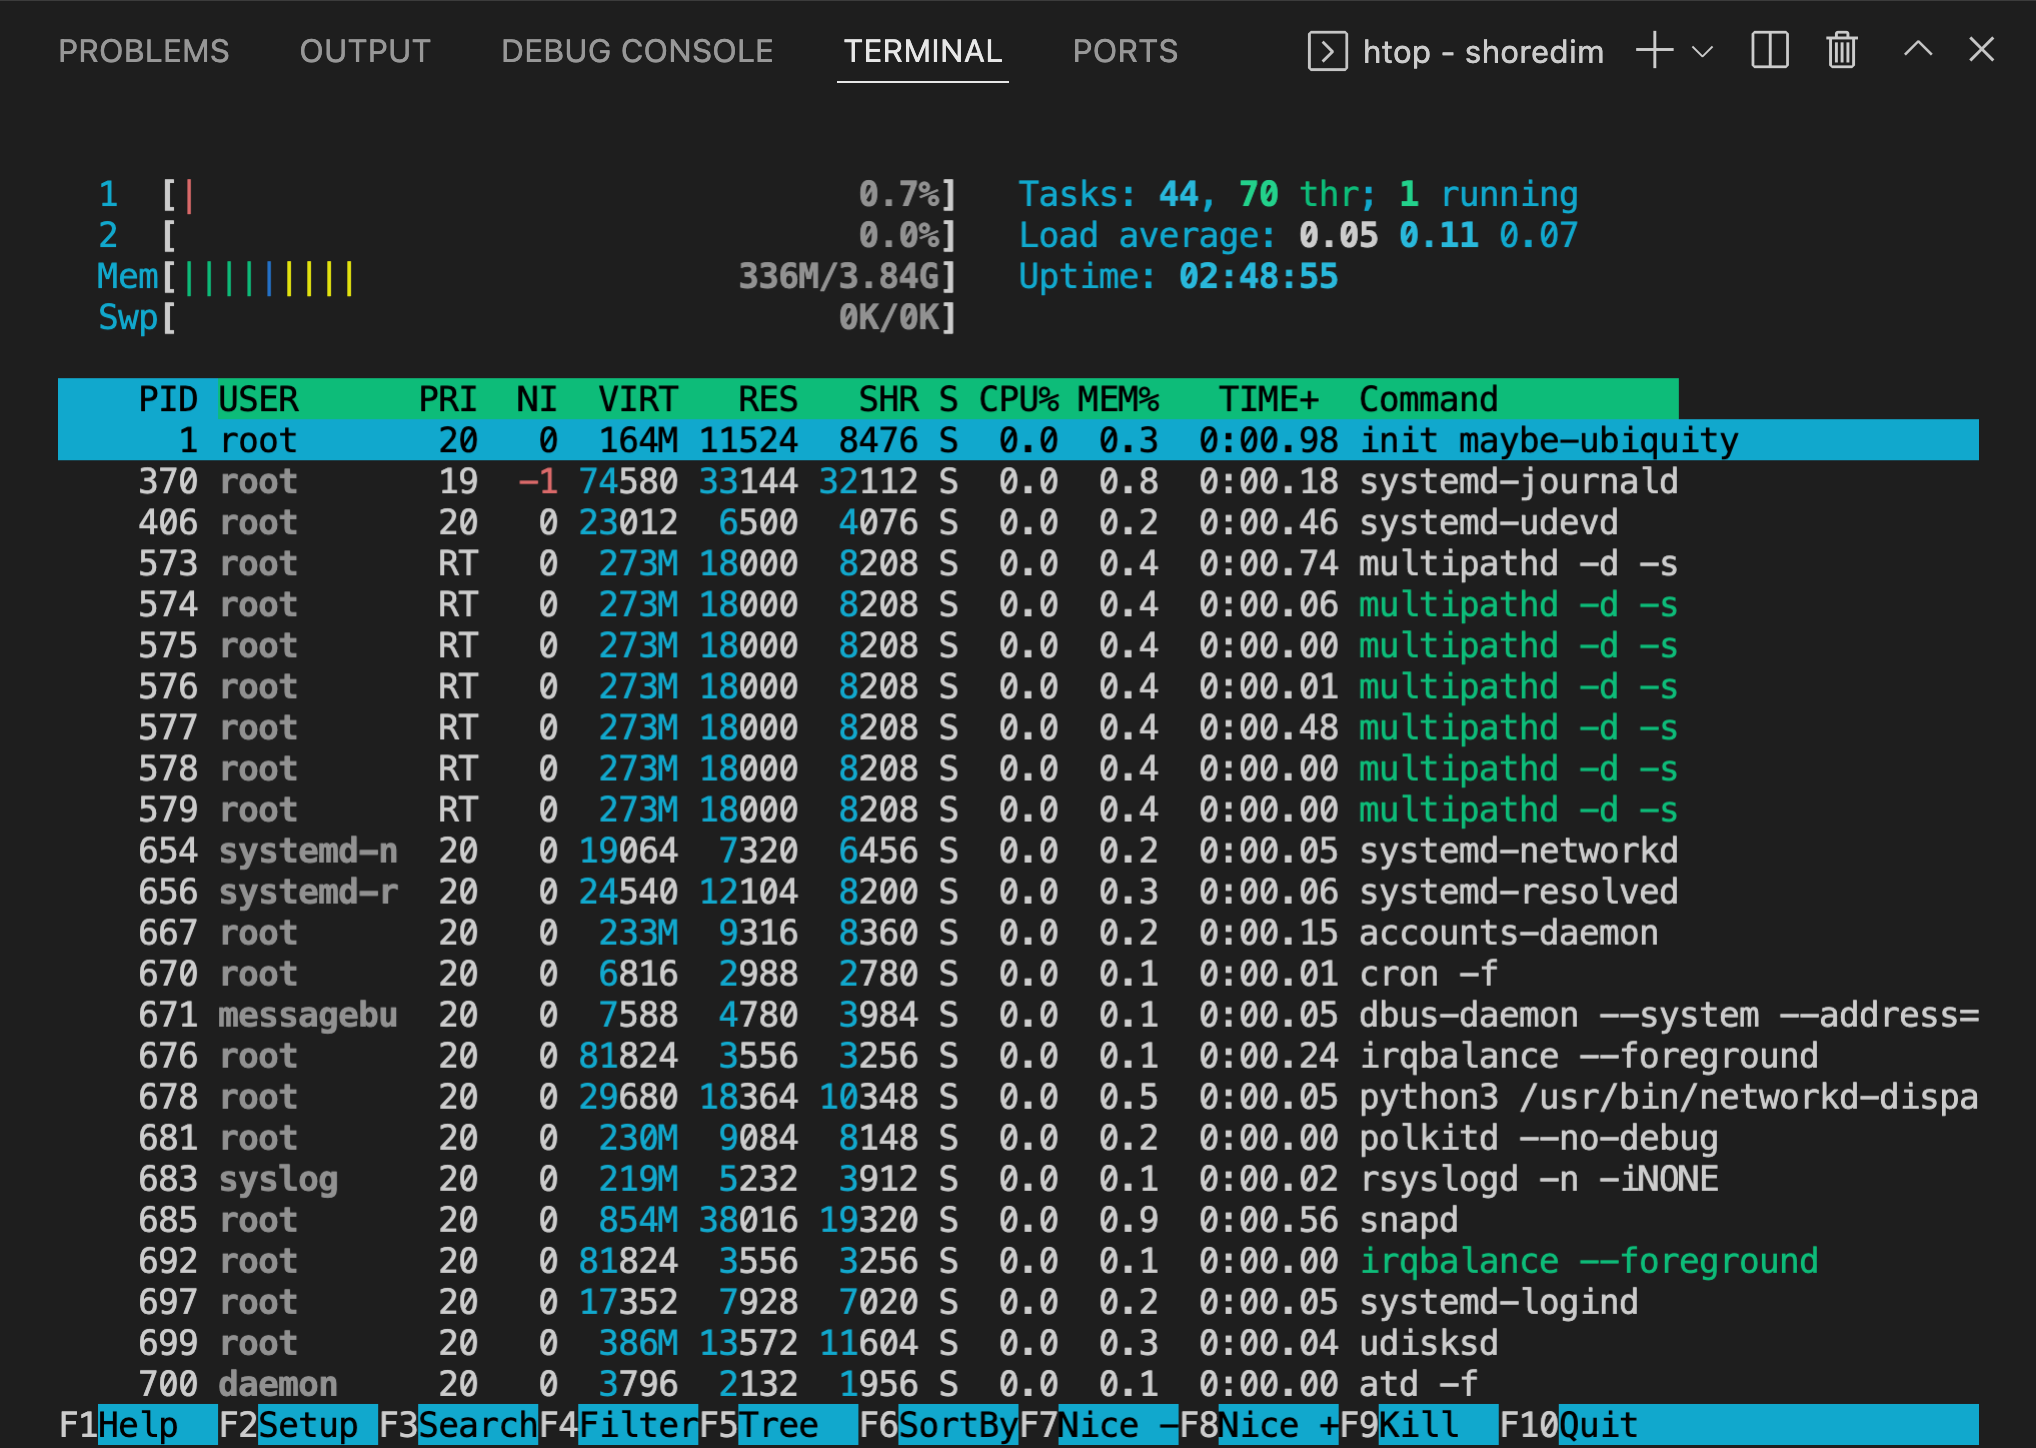 PROBLEMS OUTPUT DEBUG CONSOLE TERMINAL PORTS htop - shoredim
1 [| 0.7%] Tasks: 44, 70 thr; 1 running
2 [ 0.0%] Load average: 0.05 0.11 0.07
Mem[||||||||| 336M/3.84G] Uptime: 02:48:55
Swp[ 0K/0K]
PID USER PRI NI VIRT RES SHR S CPU% MEM% TIME+ Command
1 root 20 0 164M 11524 8476 S 0.0 0.3 0:00.98 init maybe-ubiquity
370 root 19 -1 74580 33144 32112 S 0.0 0.8 0:00.18 systemd-journald
406 root 20 0 23012 6500 4076 S 0.0 0.2 0:00.46 systemd-udevd
573 root RT 0 273M 18000 8208 S 0.0 0.4 0:00.74 multipathd -d -s
574 root RT 0 273M 18000 8208 S 0.0 0.4 0:00.06 multipathd -d -s
575 root RT 0 273M 18000 8208 S 0.0 0.4 0:00.00 multipathd -d -s
576 root RT 0 273M 18000 8208 S 0.0 0.4 0:00.01 multipathd -d -s
577 root RT 0 273M 18000 8208 S 0.0 0.4 0:00.48 multipathd -d -s
578 root RT 0 273M 18000 8208 S 0.0 0.4 0:00.00 multipathd -d -s
579 root RT 0 273M 18000 8208 S 0.0 0.4 0:00.00 multipathd -d -s
654 systemd-n 20 0 19064 7320 6456 S 0.0 0.2 0:00.05 systemd-networkd
656 systemd-r 20 0 24540 12104 8200 S 0.0 0.3 0:00.06 systemd-resolved
667 root 20 0 233M 9316 8360 S 0.0 0.2 0:00.15 accounts-daemon
670 root 20 0 6816 2988 2780 S 0.0 0.1 0:00.01 cron -f
671 messagebu 20 0 7588 4780 3984 S 0.0 0.1 0:00.05 dbus-daemon --system --address=
676 root 20 0 81824 3556 3256 S 0.0 0.1 0:00.24 irqbalance --foreground
678 root 20 0 29680 18364 10348 S 0.0 0.5 0:00.05 python3 /usr/bin/networkd-dispa
681 root 20 0 230M 9084 8148 S 0.0 0.2 0:00.00 polkitd --no-debug
683 syslog 20 0 219M 5232 3912 S 0.0 0.1 0:00.02 rsyslogd -n -iNONE
685 root 20 0 854M 38016 19320 S 0.0 0.9 0:00.56 snapd
692 root 20 0 81824 3556 3256 S 0.0 0.1 0:00.00 irqbalance --foreground
697 root 20 0 17352 7928 7020 S 0.0 0.2 0:00.05 systemd-logind
699 root 20 0 386M 13572 11604 S 0.0 0.3 0:00.04 udisksd
700 daemon 20 0 3796 2132 1956 S 0.0 0.1 0:00.00 atd -f
F1Help F2Setup F3SearchF4FilterF5Tree F6SortByF7Nice -F8Nice +F9Kill F10Quit